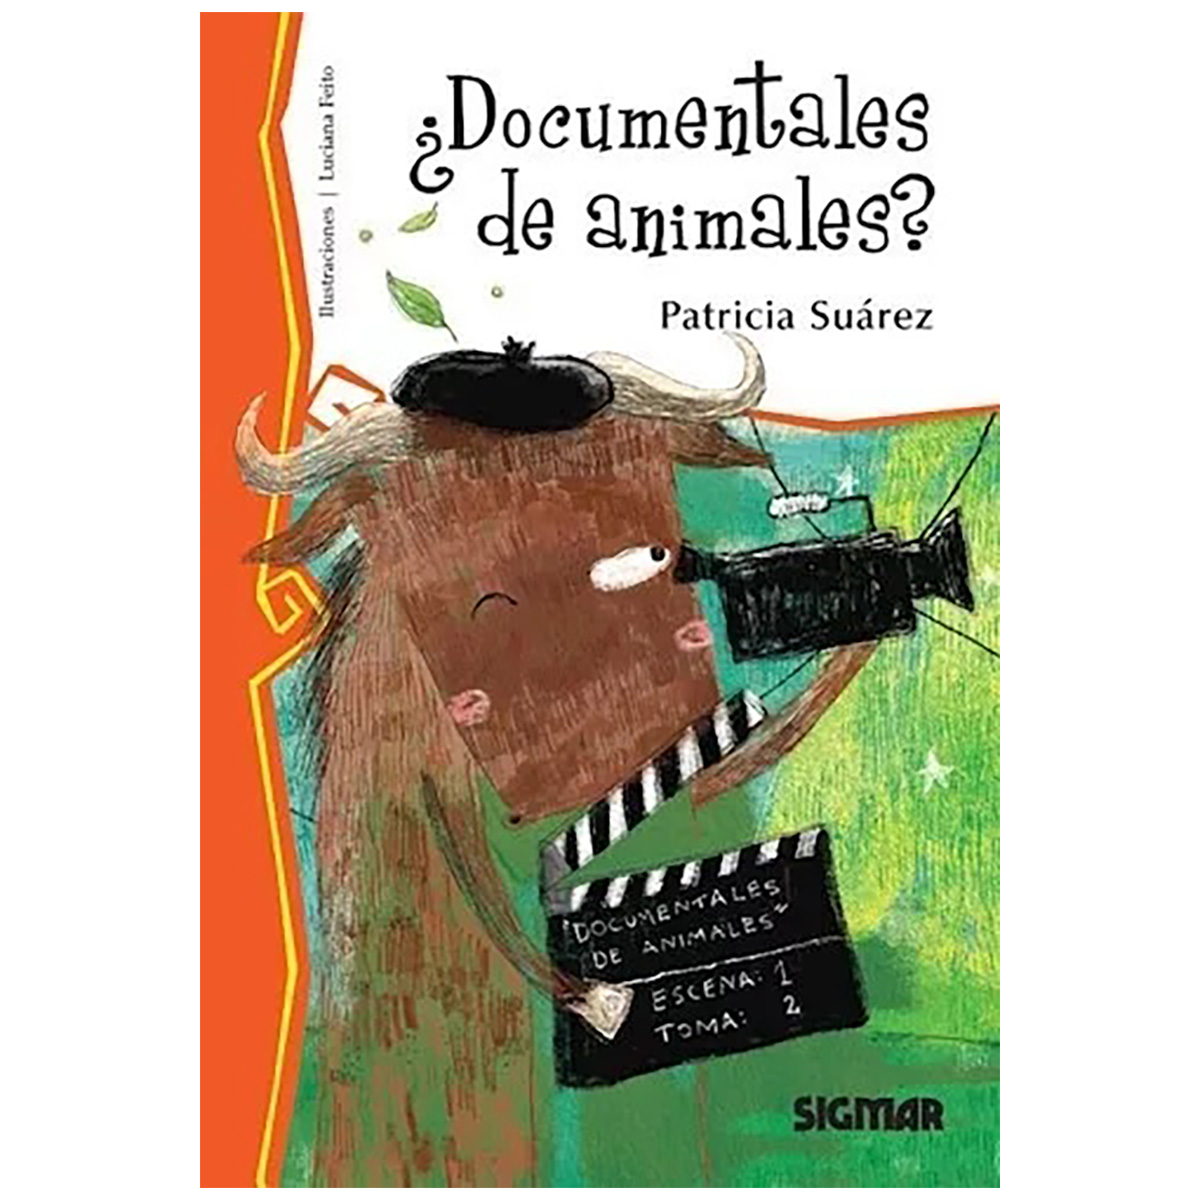 Ilustraciones | Luciana Feito
¿Documentales
de animales?
Patricia Suárez
"DOCUMENTALES
DE ANIMALES"
ESCENA: 1
TOMA: 2
SIGMAR